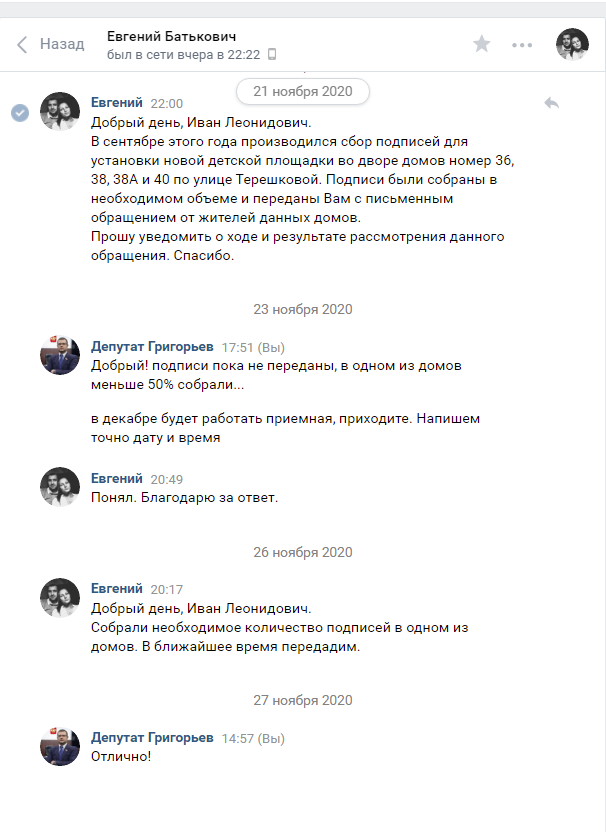 Назад
Евгений Батькович
был в сети вчера в 22:22
21 ноября 2020
Евгений 22:00
Добрый день, Иван Леонидович.
В сентябре этого года производился сбор подписей для
установки новой детской площадки во дворе домов номер 36,
38, 38А и 40 по улице Терешковой. Подписи были собраны в
необходимом объеме и переданы Вам с письменным
обращением от жителей данных домов.
Прошу уведомить о ходе и результате рассмотрения данного
обращения. Спасибо.
23 ноября 2020
Депутат Григорьев 17:51 (Вы)
Добрый! подписи пока не переданы, в одном из домов
меньше 50% собрали...
в декабре будет работать приемная, приходите. Напишем
точно дату и время
Евгений 20:49
Понял. Благодарю за ответ.
26 ноября 2020
Евгений 20:17
Добрый день, Иван Леонидович.
Собрали необходимое количество подписей в одном из
домов. В ближайшее время передадим.
27 ноября 2020
Депутат Григорьев 14:57 (Вы)
Отлично!